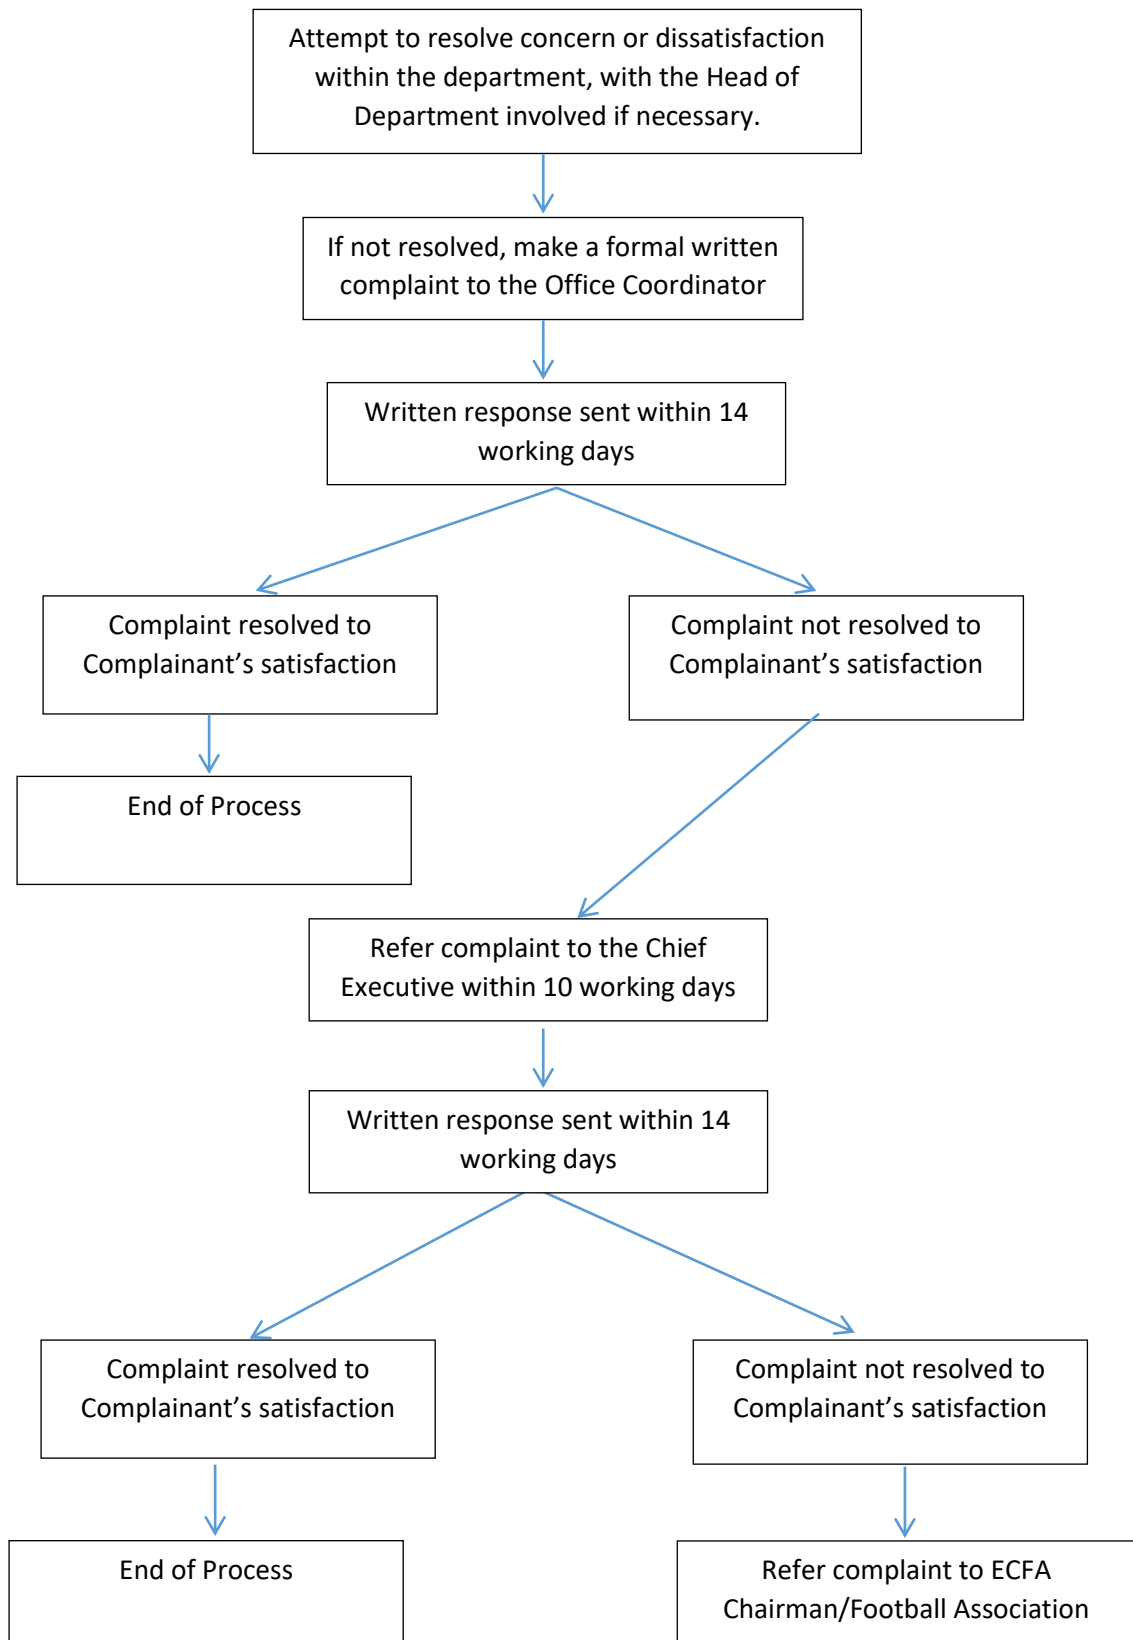 Attempt to resolve concern or dissatisfaction
within the department, with the Head of
Department involved if necessary.
If not resolved, make a formal written
complaint to the Office Coordinator
Written response sent within 14
working days
Complaint resolved to
Complainant’s satisfaction
Complaint not resolved to
Complainant’s satisfaction
End of Process
Refer complaint to the Chief
Executive within 10 working days
Written response sent within 14
working days
Complaint resolved to
Complainant’s satisfaction
Complaint not resolved to
Complainant’s satisfaction
End of Process
Refer complaint to ECFA
Chairman/Football Association